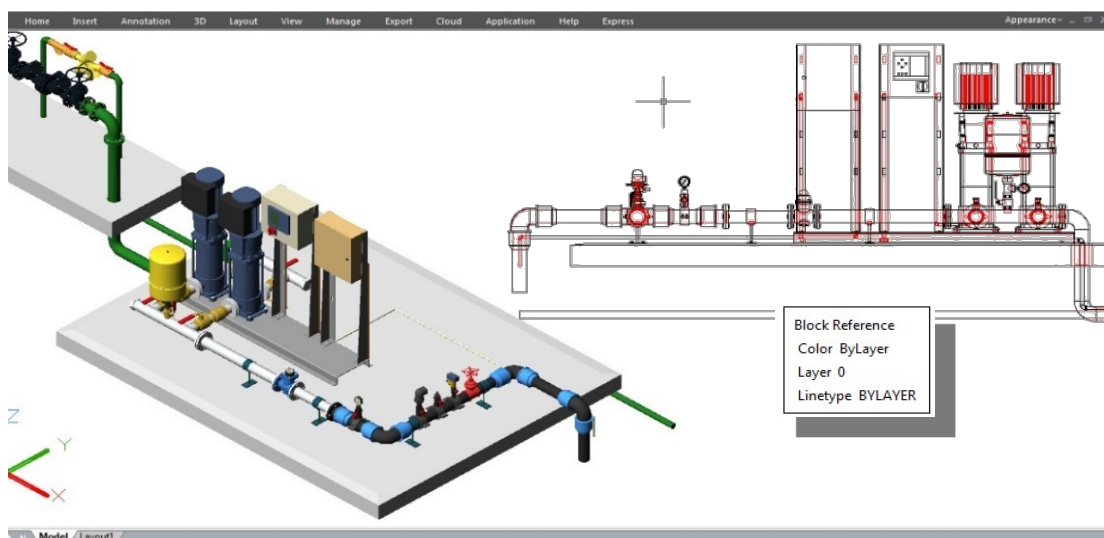 Home Insert Annotation 3D Layout View Manage Export Cloud Application Help Express Appearance
Block Reference
Color ByLayer
Layer 0
Linetype BYLAYER
Z
Y
X
Model Layout1